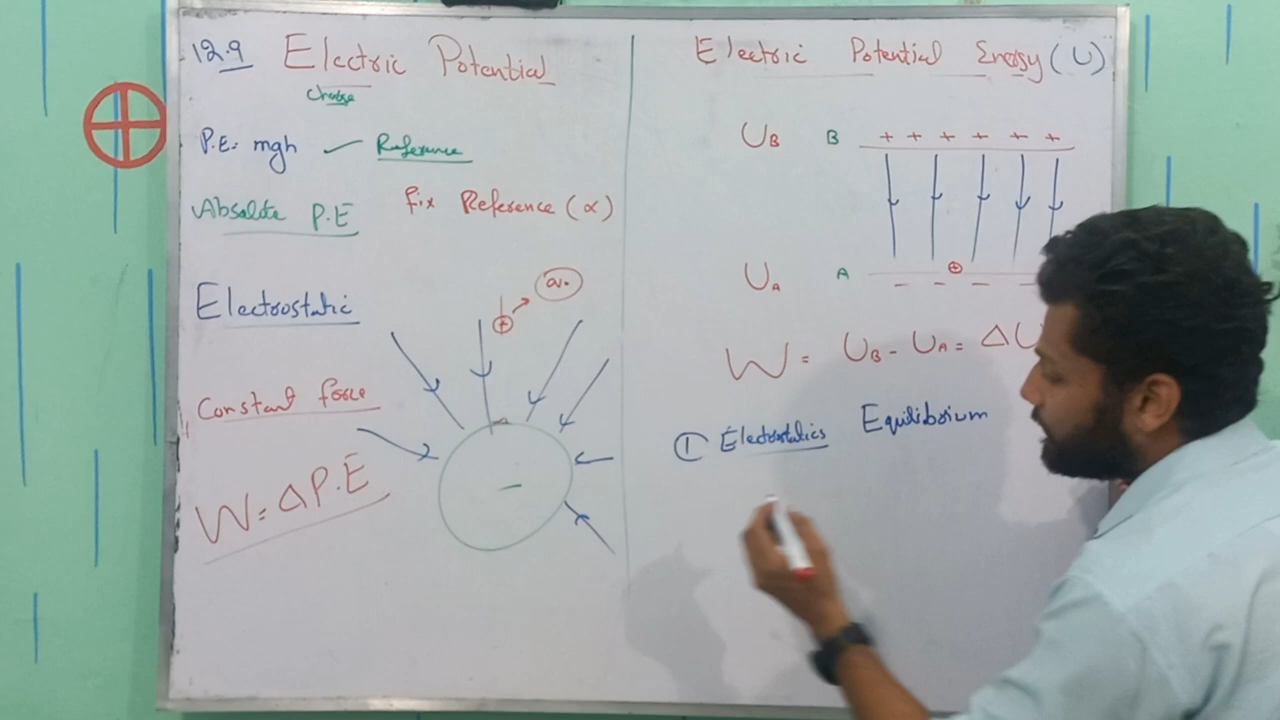 12.9 Electric Potential
choose
P.E = mgh Reference
Absolute P.E fix Reference (∝)
Electrostatic
Constant force
W = ΔP.E
+
−
Electric Potential Energy (U)
U_B B + + + + + +
U_A A +
− − − −
W = U_B - U_A = ΔU
① Electrostatics Equilibrium